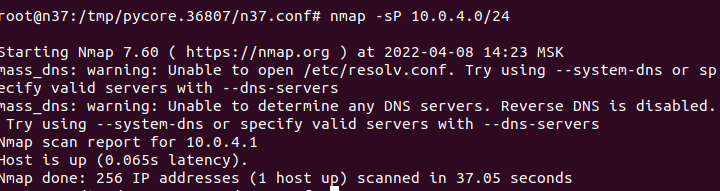 root@n37:/tmp/pycore.36807/n37.conf# nmap -sP 10.0.4.0/24
Starting Nmap 7.60 ( https://nmap.org ) at 2022-04-08 14:23 MSK
mass_dns: warning: Unable to open /etc/resolv.conf. Try using --system-dns or sp
ecify valid servers with --dns-servers
mass_dns: warning: Unable to determine any DNS servers. Reverse DNS is disabled.
 Try using --system-dns or specify valid servers with --dns-servers
Nmap scan report for 10.0.4.1
Host is up (0.065s latency).
Nmap done: 256 IP addresses (1 host up) scanned in 37.05 seconds